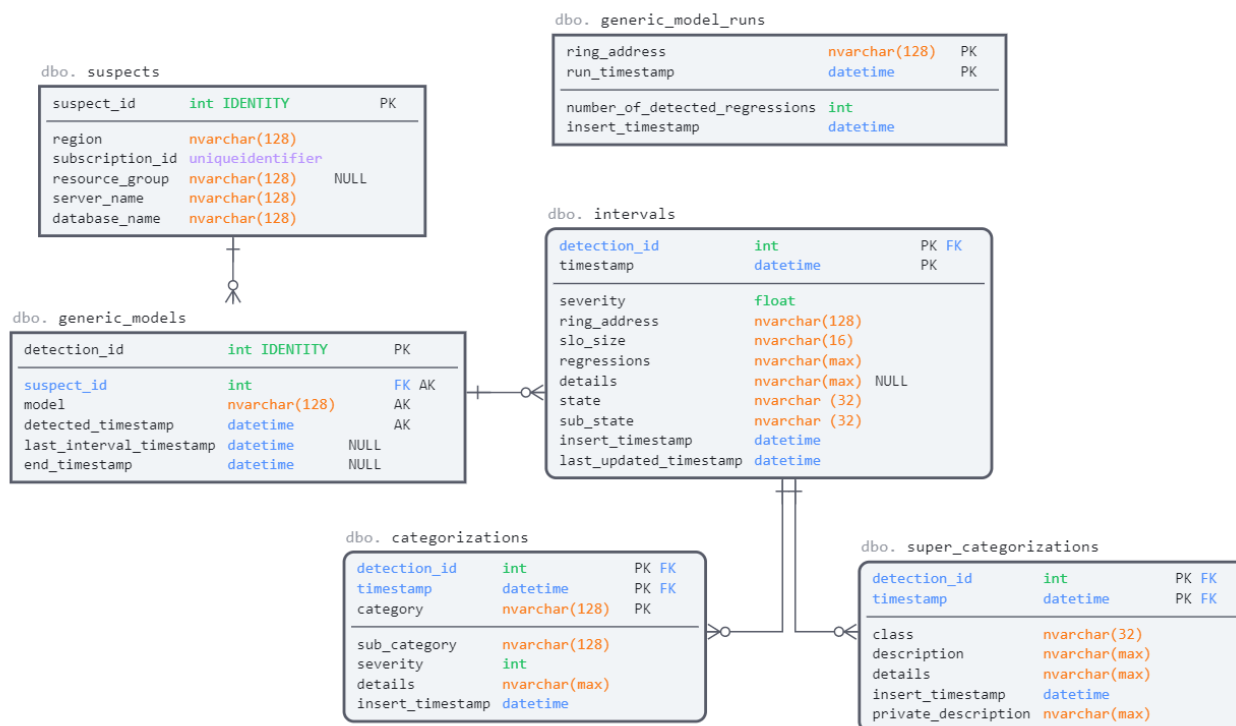 dbo. generic_model_runs
ring_address nvarchar(128) PK
run_timestamp datetime PK
number_of_detected_regressions int
insert_timestamp datetime
dbo. suspects
suspect_id int IDENTITY PK
region nvarchar(128)
subscription_id uniqueidentifier
resource_group nvarchar(128) NULL
server_name nvarchar(128)
database_name nvarchar(128)
dbo. intervals
detection_id int PK FK
timestamp datetime PK
severity float
ring_address nvarchar(128)
slo_size nvarchar(16)
regressions nvarchar(max)
details nvarchar(max) NULL
state nvarchar (32)
sub_state nvarchar (32)
insert_timestamp datetime
last_updated_timestamp datetime
dbo. generic_models
detection_id int IDENTITY PK
suspect_id int FK AK
model nvarchar(128) AK
detected_timestamp datetime AK
last_interval_timestamp datetime NULL
end_timestamp datetime NULL
dbo. categorizations
detection_id int PK FK
timestamp datetime PK FK
category nvarchar(128) PK
sub_category nvarchar(128)
severity int
details nvarchar(max)
insert_timestamp datetime
dbo. super_categorizations
detection_id int PK FK
timestamp datetime PK FK
class nvarchar(32)
description nvarchar(max)
details nvarchar(max)
insert_timestamp datetime
private_description nvarchar(max)